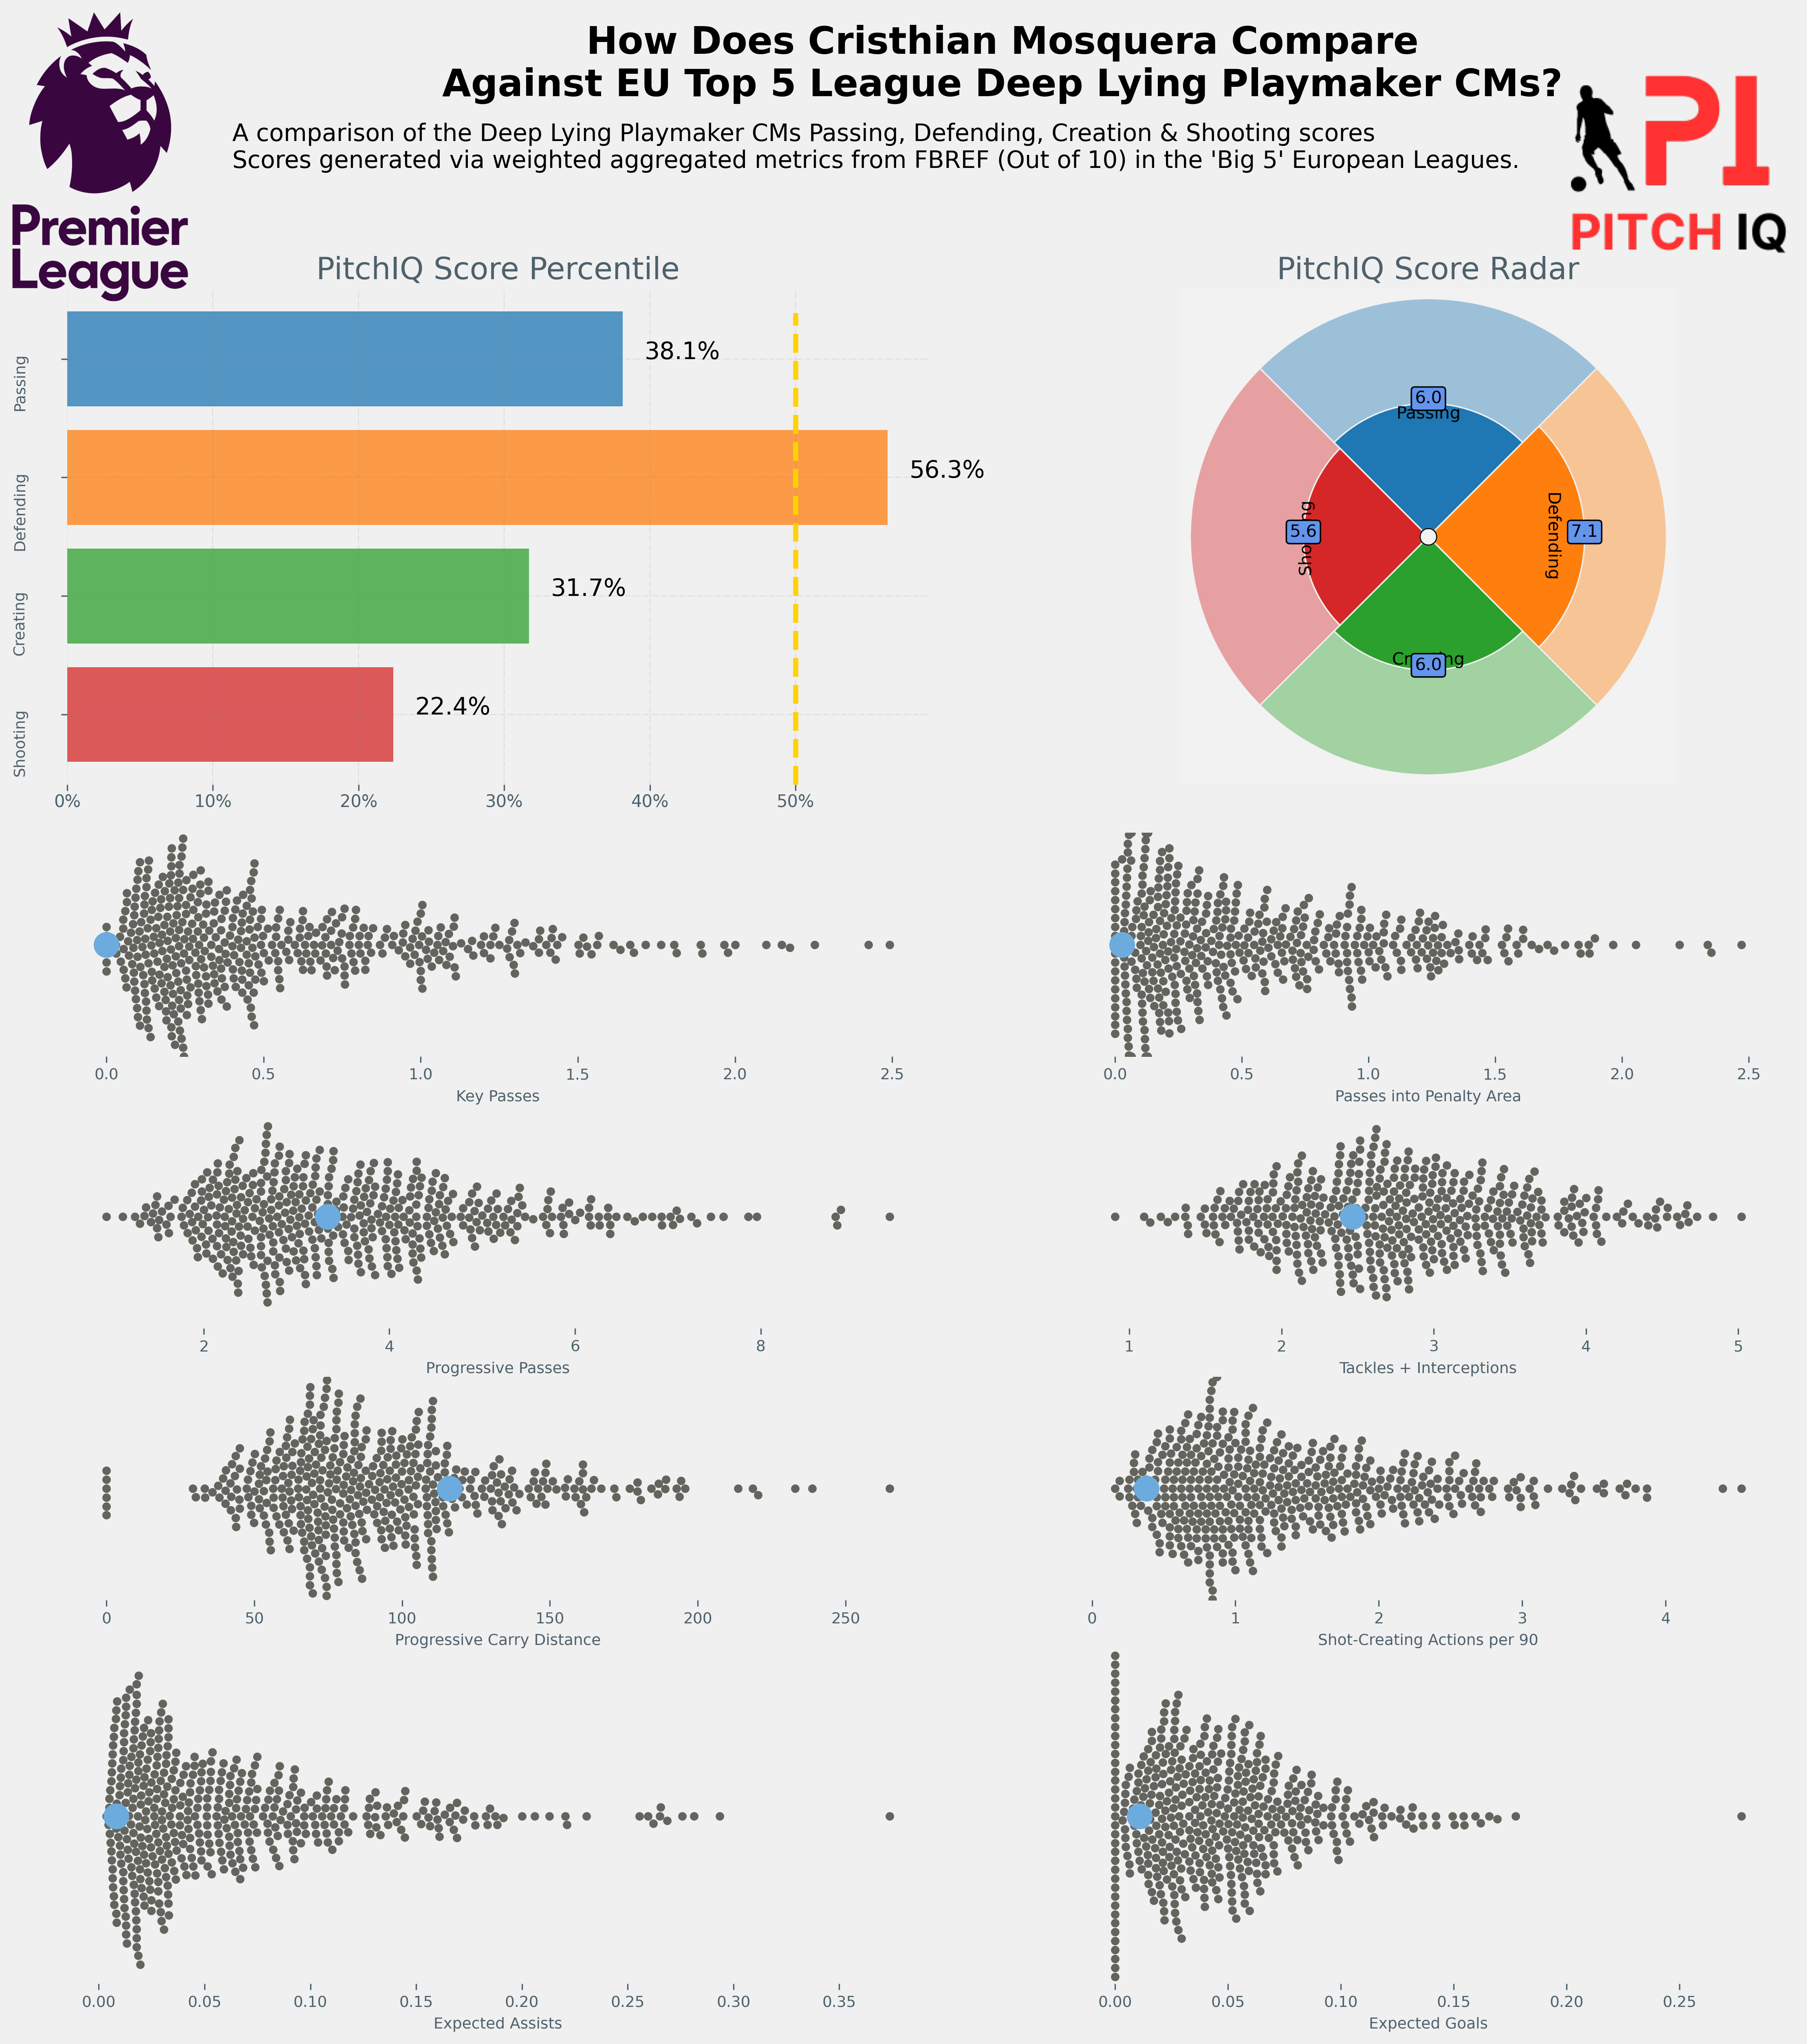 How Does Cristhian Mosquera Compare
Against EU Top 5 League Deep Lying Playmaker CMs?
A comparison of the Deep Lying Playmaker CMs Passing, Defending, Creation & Shooting scores
Scores generated via weighted aggregated metrics from FBREF (Out of 10) in the 'Big 5' European Leagues.
Premier
League
PI
PITCH IQ
PitchIQ Score Percentile
Passing
38.1%
Defending
56.3%
Creating
31.7%
Shooting
22.4%
0% 10% 20% 30% 40% 50%
PitchIQ Score Radar
6.0
Passing
5.6
Defending
7.1
6.0
0.0 0.5 1.0 1.5 2.0 2.5
Key Passes
0.0 0.5 1.0 1.5 2.0 2.5
Passes into Penalty Area
2 4 6 8
Progressive Passes
1 2 3 4 5
Tackles + Interceptions
0 50 100 150 200 250
Progressive Carry Distance
0 1 2 3 4
Shot-Creating Actions per 90
0.00 0.05 0.10 0.15 0.20 0.25 0.30 0.35
Expected Assists
0.00 0.05 0.10 0.15 0.20 0.25
Expected Goals